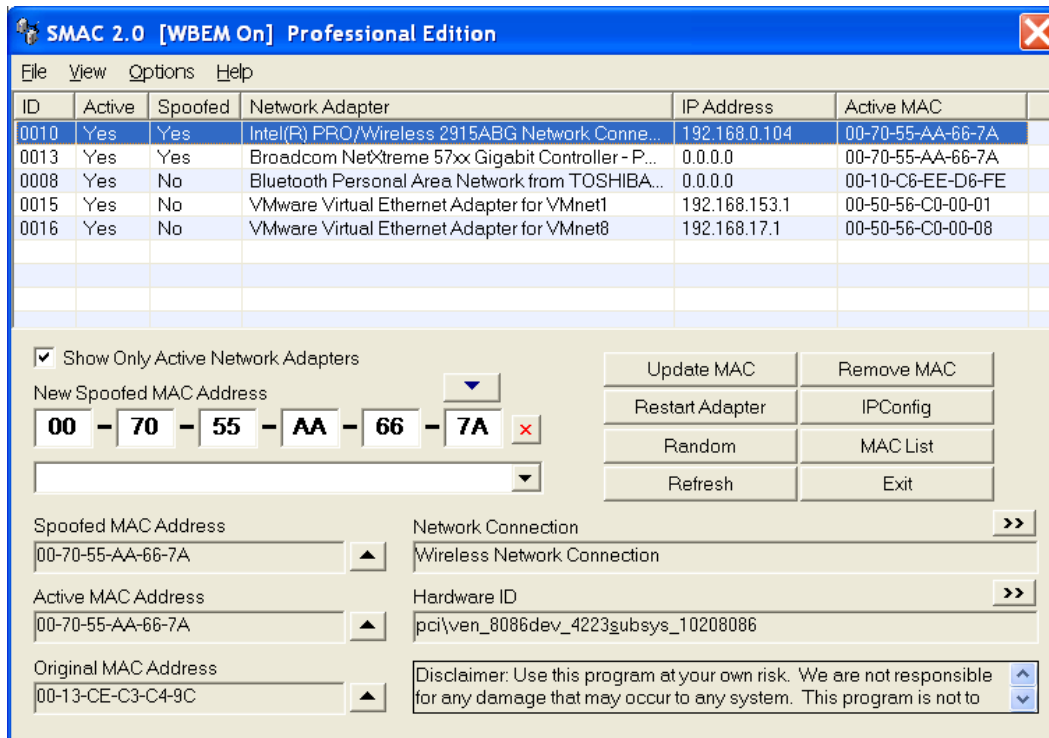 SMAC 2.0 [WBEM On] Professional Edition
File View Options Help
ID Active Spoofed Network Adapter IP Address Active MAC
0010 Yes Yes Intel(R) PRO/Wireless 2915ABG Network Conne... 192.168.0.104 00-70-55-AA-66-7A
0013 Yes Yes Broadcom NetXtreme 57xx Gigabit Controller - P... 0.0.0.0 00-70-55-AA-66-7A
0008 Yes No Bluetooth Personal Area Network from TOSHIBA... 0.0.0.0 00-10-C6-EE-D6-FE
0015 Yes No VMware Virtual Ethernet Adapter for VMnet1 192.168.153.1 00-50-56-C0-00-01
0016 Yes No VMware Virtual Ethernet Adapter for VMnet8 192.168.17.1 00-50-56-C0-00-08
Show Only Active Network Adapters
New Spoofed MAC Address
00 - 70 - 55 - AA - 66 - 7A
Update MAC Remove MAC
Restart Adapter IPConfig
Random MAC List
Refresh Exit
Spoofed MAC Address
00-70-55-AA-66-7A
Active MAC Address
00-70-55-AA-66-7A
Original MAC Address
00-13-CE-C3-C4-9C
Network Connection >>
Wireless Network Connection
Hardware ID >>
pci\ven_8086dev_4223subsys_10208086
Disclaimer: Use this program at your own risk. We are not responsible
for any damage that may occur to any system. This program is not to